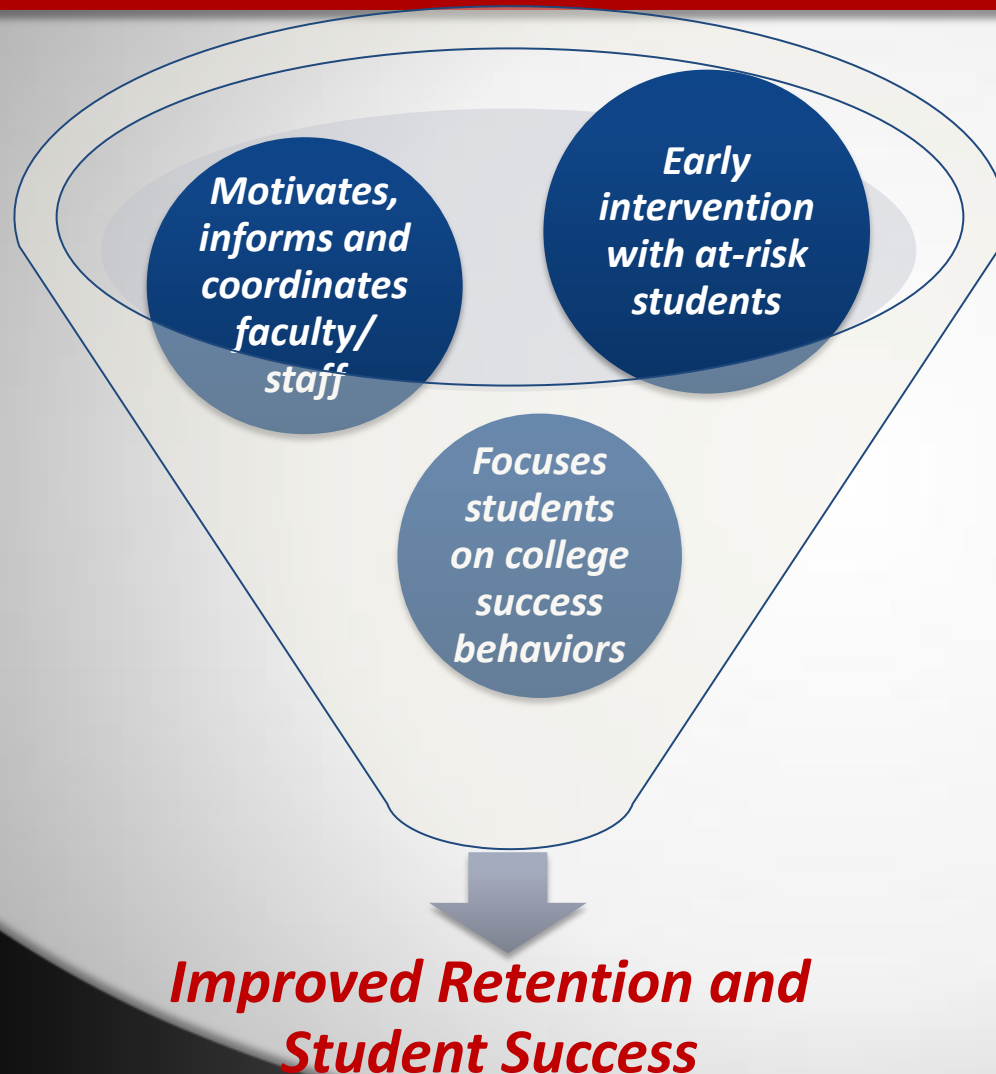 Motivates,
informs and
coordinates
faculty/
staff
Early
intervention
with at-risk
students
Focuses
students
on college
success
behaviors
Improved Retention and
Student Success